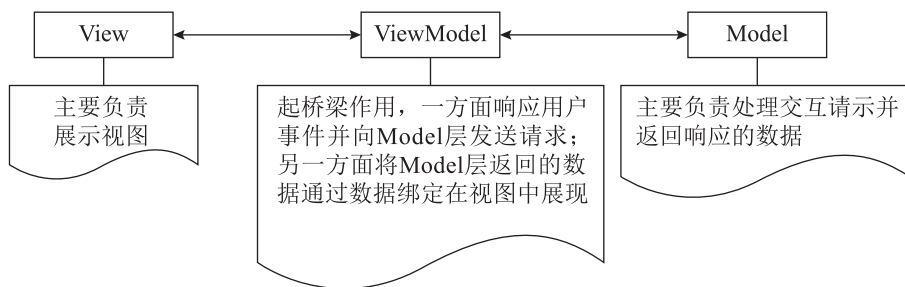 View
ViewModel
Model
主要负责
展示视图
起桥梁作用，一方面响应用户
事件并向Model层发送请求；
另一方面将Model层返回的数
据通过数据绑定在视图中展现
主要负责处理交互请示并
返回响应的数据